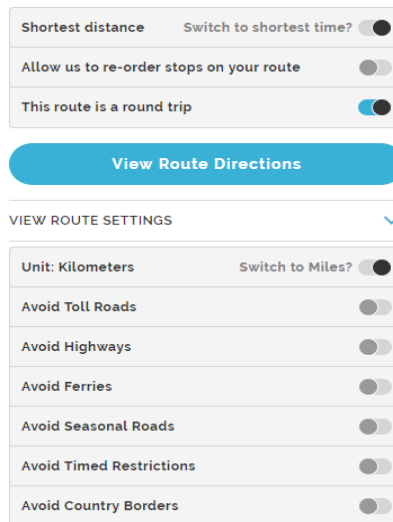 Shortest distance Switch to shortest time?
Allow us to re-order stops on your route
This route is a round trip
View Route Directions
VIEW ROUTE SETTINGS
Unit: Kilometers Switch to Miles?
Avoid Toll Roads
Avoid Highways
Avoid Ferries
Avoid Seasonal Roads
Avoid Timed Restrictions
Avoid Country Borders